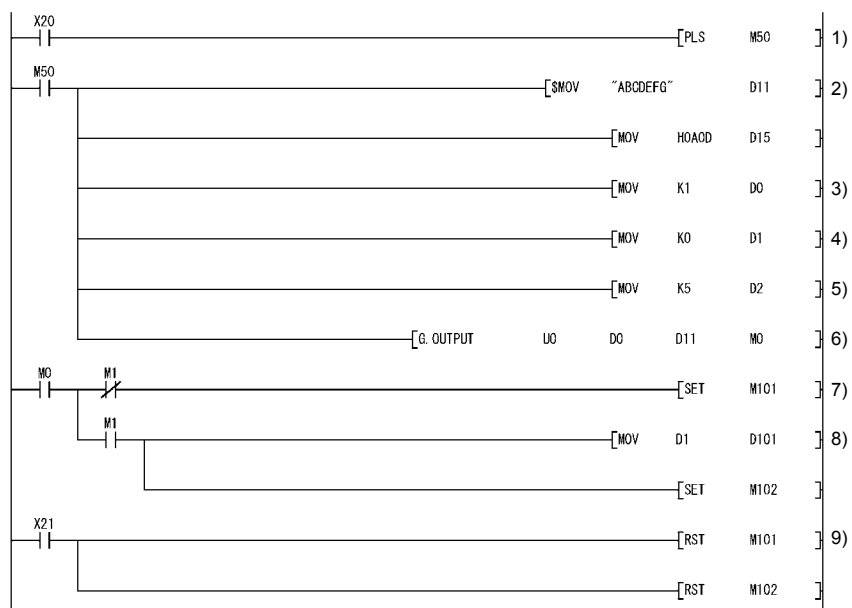 X20
[PLS M50 ] 1)
M50
[$MOV "ABCDEFG" D11 ] 2)
[MOV H0A0D D15 ]
[MOV K1 D0 ] 3)
[MOV K0 D1 ] 4)
[MOV K5 D2 ] 5)
[G.OUTPUT U0 D0 D11 M0 ] 6)
M0 M1
[SET M101 ] 7)
M1
[MOV D1 D101 ] 8)
[SET M102 ]
X21
[RST M101 ] 9)
[RST M102 ]